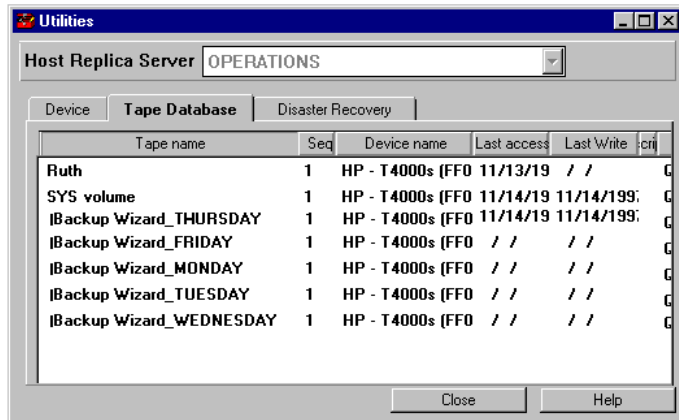 Utilities
Host Replica Server OPERATIONS
Device Tape Database Disaster Recovery
Tape name Seq Device name Last access Last Write cri
Ruth 1 HP - T4000s (FF0 11/13/19 / /
SYS volume 1 HP - T4000s (FF0 11/14/19 11/14/1997
Backup Wizard_THURSDAY 1 HP - T4000s (FF0 11/14/19 11/14/1997
Backup Wizard_FRIDAY 1 HP - T4000s (FF0 / / / /
Backup Wizard_MONDAY 1 HP - T4000s (FF0 / / / /
Backup Wizard_TUESDAY 1 HP - T4000s (FF0 / / / /
Backup Wizard_WEDNESDAY 1 HP - T4000s (FF0 / / / /
Close Help